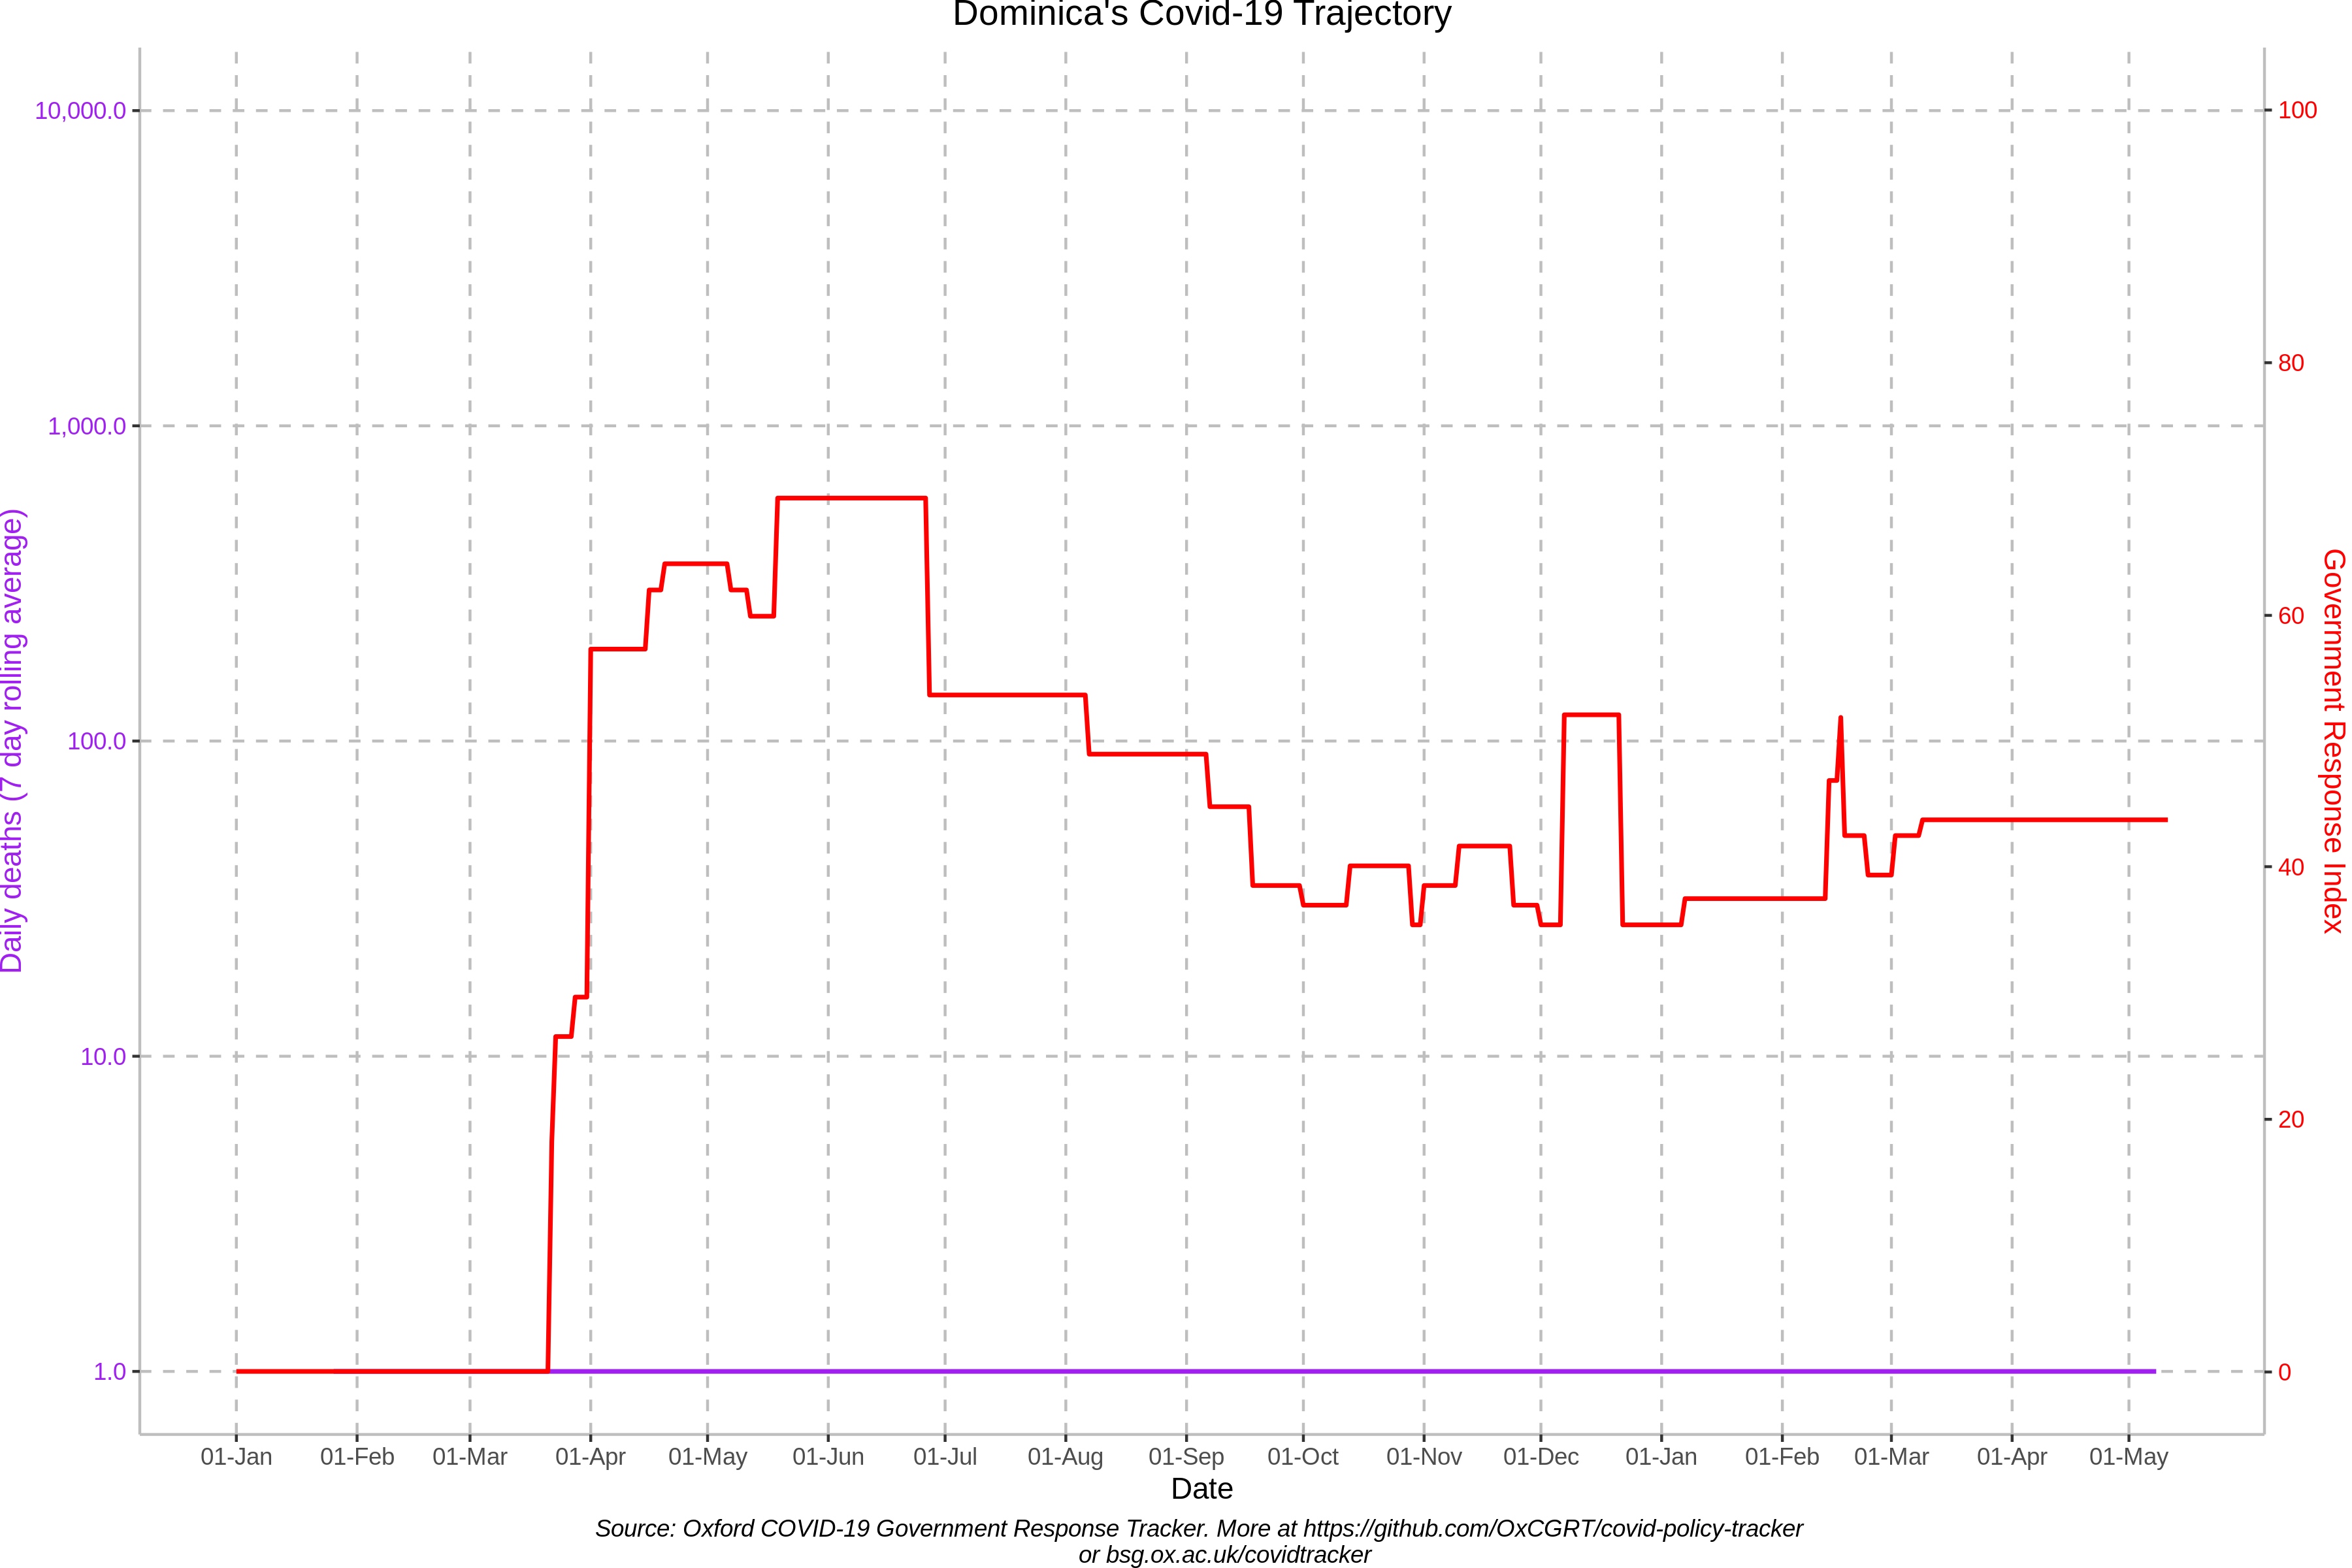 Dominica's Covid-19 Trajectory
10,000.0
1,000.0
100.0
10.0
1.0
Daily deaths (7 day rolling average)
100
80
60
40
20
0
Government Response Index
01-Jan 01-Feb 01-Mar 01-Apr 01-May 01-Jun 01-Jul 01-Aug 01-Sep 01-Oct 01-Nov 01-Dec 01-Jan 01-Feb 01-Mar 01-Apr 01-May
Date
Source: Oxford COVID-19 Government Response Tracker. More at https://github.com/OxCGRT/covid-policy-tracker
or bsg.ox.ac.uk/covidtracker